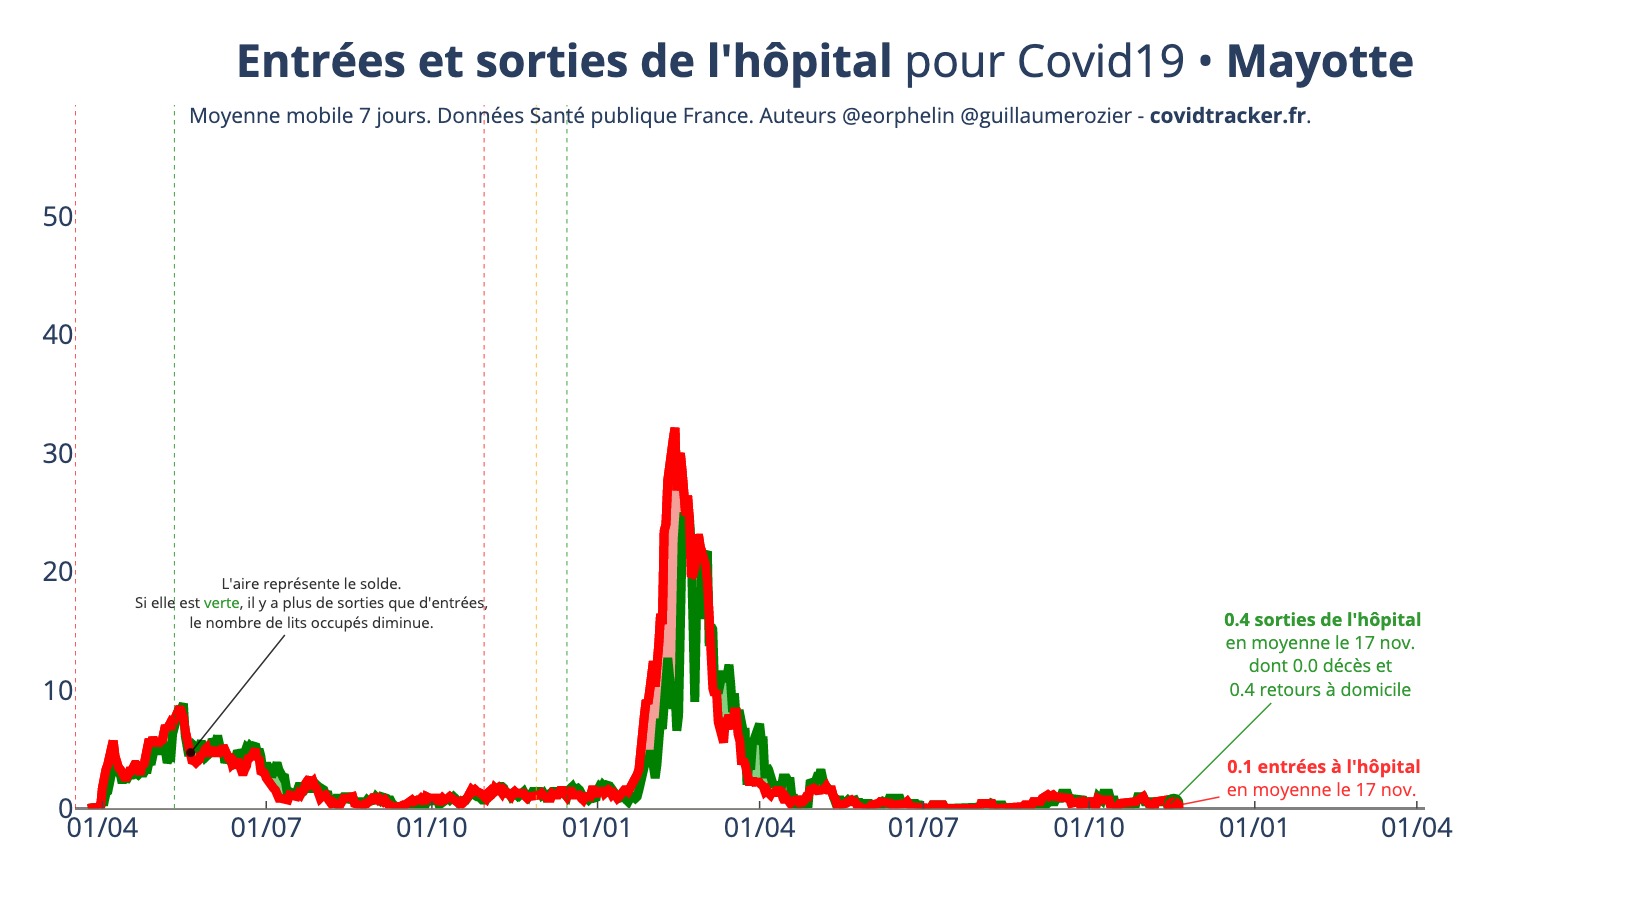 Entrées et sorties de l'hôpital pour Covid19 • Mayotte
Moyenne mobile 7 jours. Données Santé publique France. Auteurs @eorphelin @guillaumerozier - covidtracker.fr.
50
40
30
20
10
0
L'aire représente le solde.
Si elle est verte, il y a plus de sorties que d'entrées,
le nombre de lits occupés diminue.
0.4 sorties de l'hôpital
en moyenne le 17 nov.
dont 0.0 décès et
0.4 retours à domicile
0.1 entrées à l'hôpital
en moyenne le 17 nov.
01/04 01/07 01/10 01/01 01/04 01/07 01/10 01/01 01/04